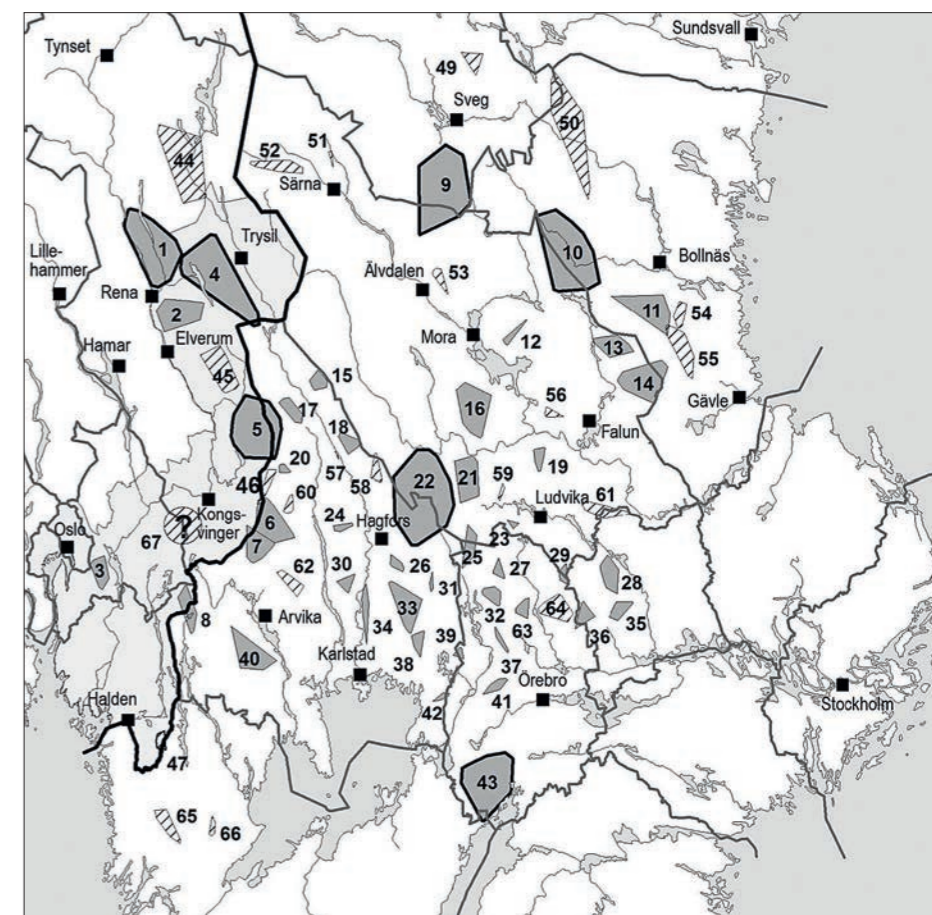 Sundsvall
Tynset
49
Sveg
50
51
44
52
Särna
9
1
Trysil
10
Lille-
hammer
4
Bollnäs
Älvdalen
53
Rena
2
11
54
Elverum
Mora
12
13
Hamar
55
45
15
14
16
56
Gävle
17
5
18
Falun
20
57
58
22
21
59
19
46
60
Ludvika
61
Kongs-
vinger
?
6
24
Hagfors
23
Oslo
67
7
25
29
3
62
30
26
27
28
31
8
Arvika
34
33
32
63
64
36
35
40
38
39
37
Karlstad
Örebro
41
42
Halden
Stockholm
47
43
65
66